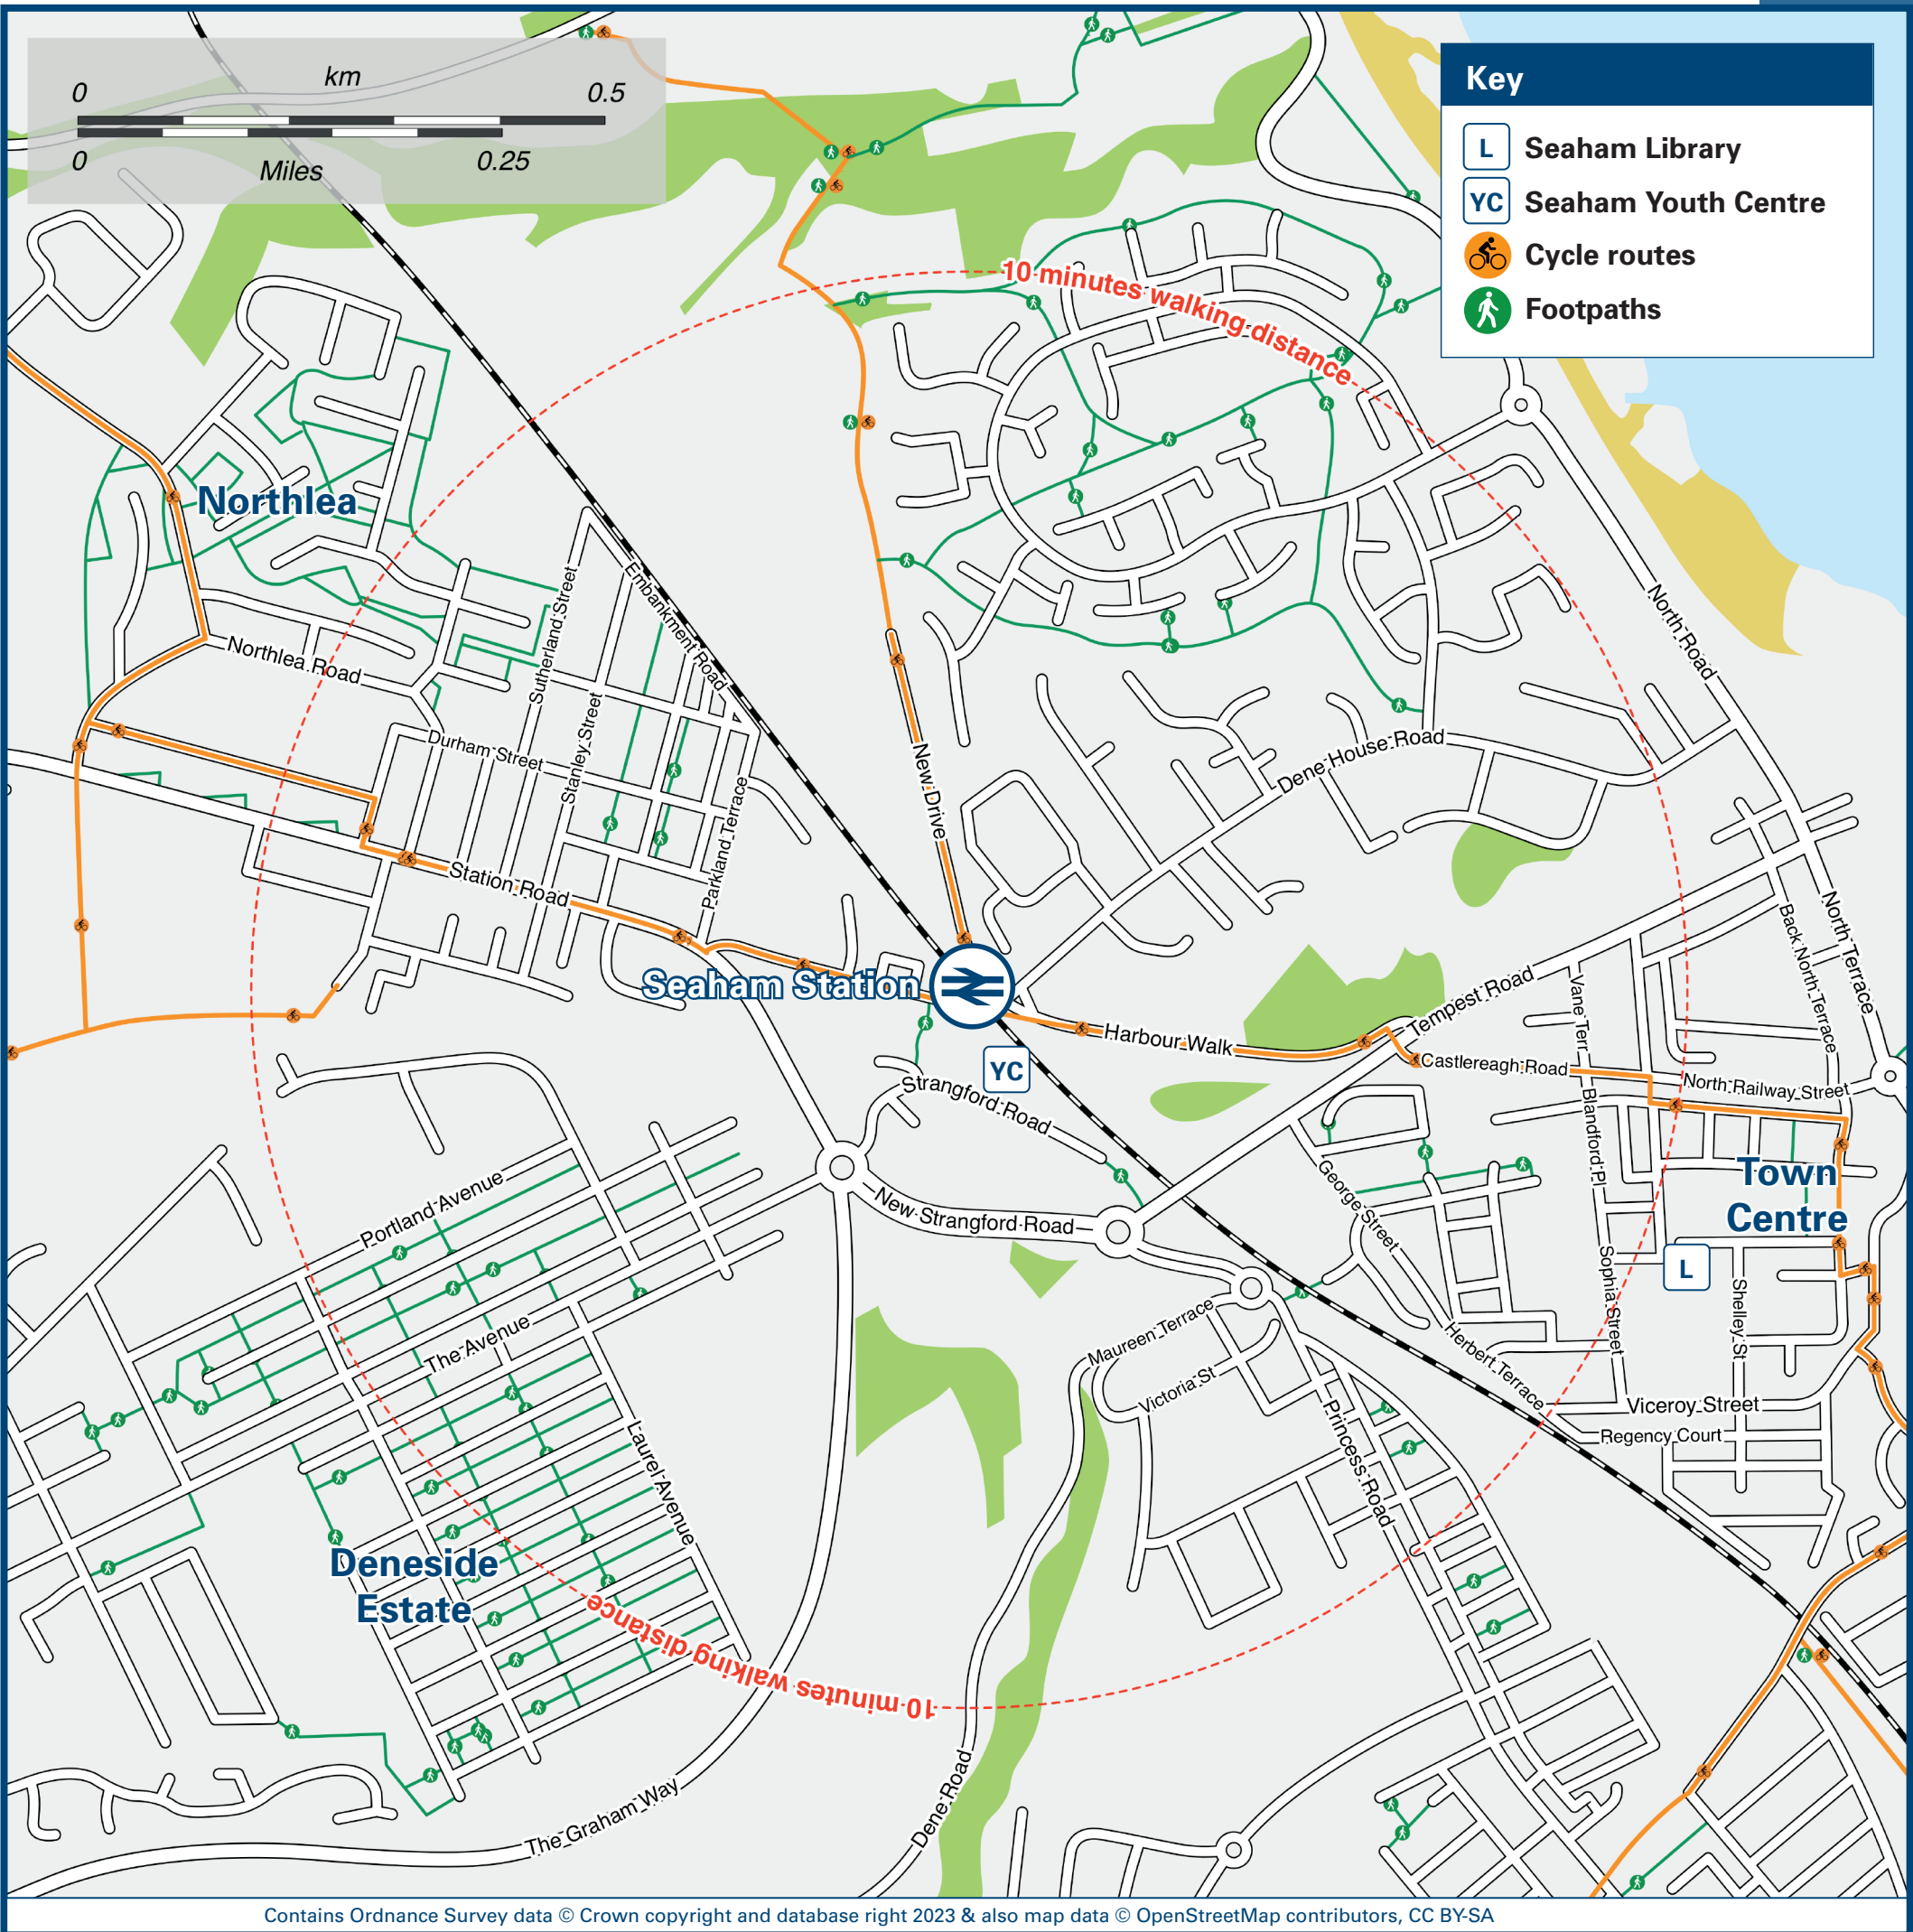 km
0 0.5
0 0.25
Miles
Key
L Seaham Library
YC Seaham Youth Centre
Cycle routes
Footpaths
10 minutes walking distance
Northlea
Embankment Road
Sutherland Street
North Road
Northlea Road
Stanley Street
Durham Street
New Drive
Dene House Road
Parkland Terrace
Station Road
North Terrace
Back North Terrace
Seaham Station
Tempest Road
Vane Terr
Harbour Walk
Castlereagh Road
YC
North Railway Street
Strangford Road
Blandford Pl
Town
Centre
George Street
Portland Avenue
New Strangford Road
L
Sophia Street
Shelley St
The Avenue
Maureen Terrace
Herbert Terrace
Victoria St
Viceroy Street
Princess Road
Regency Court
Laurel Avenue
Deneside
Estate
10 minutes walking distance
Dene Road
The Graham Way
Contains Ordnance Survey data © Crown copyright and database right 2023 & also map data © OpenStreetMap contributors, CC BY-SA